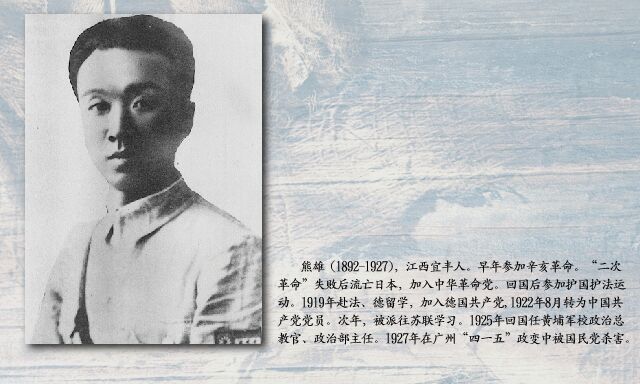 熊雄（1892-1927），江西宜丰人。早年参加辛亥革命。“二次
革命”失败后流亡日本，加入中华革命党。回国后参加护国护法运
动。1919年赴法、德留学，加入德国共产党，1922年8月转为中国共
产党党员。次年，被派往苏联学习。1925年回国任黄埔军校政治总
教官、政治部主任。1927年在广州“四一五”政变中被国民党杀害。